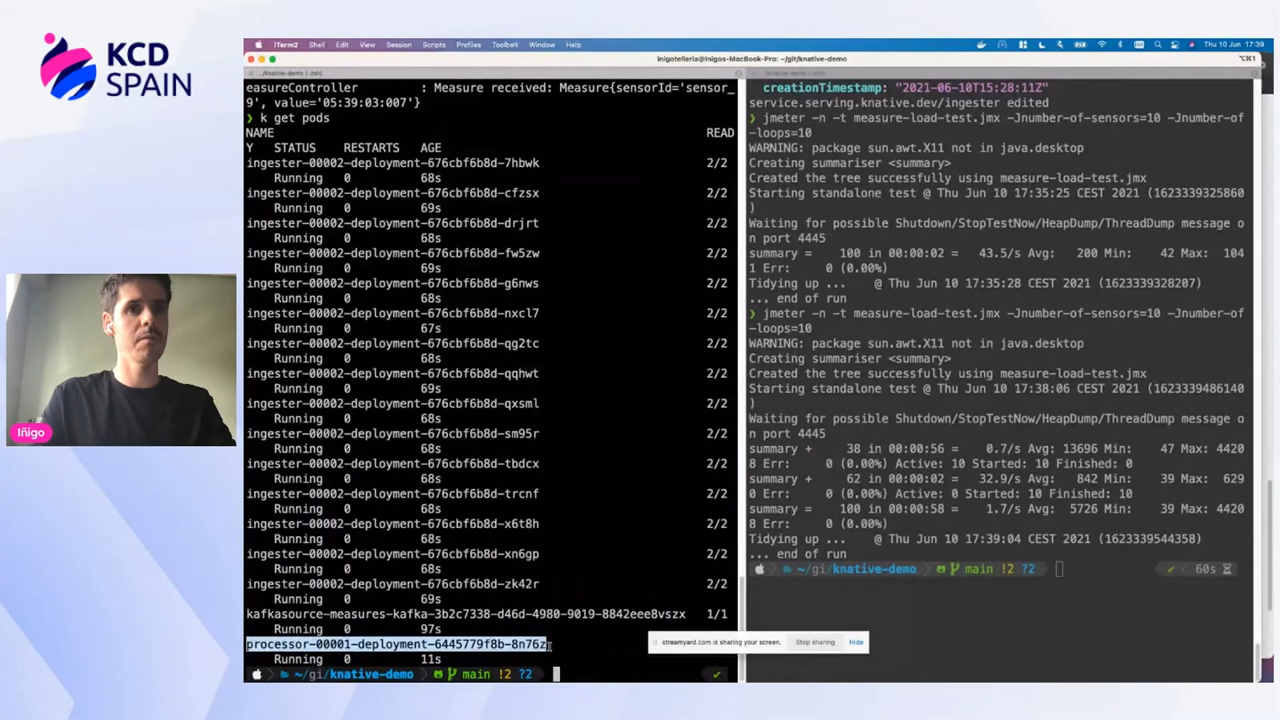 KCD
SPAIN
Iñigo
iTerm2 Shell Edit View Session Scripts Profiles Toolbelt Window Help
Thu 10 Jun 17:39
inigotelleria@Inigos-MacBook-Pro: ~/git/knative-demo
⌥⌘1
../knative-demo (-zsh)
easureController : Measure received: Measure{sensorId='sensor_
9', value='05:39:03:007'}
❯ k get pods
NAME READ
Y STATUS RESTARTS AGE
ingester-00002-deployment-676cbf6b8d-7hbwk 2/2
Running 0 68s
ingester-00002-deployment-676cbf6b8d-cfzsx 2/2
Running 0 69s
ingester-00002-deployment-676cbf6b8d-drjrt 2/2
Running 0 68s
ingester-00002-deployment-676cbf6b8d-fw5zw 2/2
Running 0 69s
ingester-00002-deployment-676cbf6b8d-g6nws 2/2
Running 0 68s
ingester-00002-deployment-676cbf6b8d-nxcl7 2/2
Running 0 67s
ingester-00002-deployment-676cbf6b8d-qg2tc 2/2
Running 0 68s
ingester-00002-deployment-676cbf6b8d-qqhwt 2/2
Running 0 69s
ingester-00002-deployment-676cbf6b8d-qxsml 2/2
Running 0 68s
ingester-00002-deployment-676cbf6b8d-sm95r 2/2
Running 0 68s
ingester-00002-deployment-676cbf6b8d-tbdcx 2/2
Running 0 68s
ingester-00002-deployment-676cbf6b8d-trcnf 2/2
Running 0 68s
ingester-00002-deployment-676cbf6b8d-x6t8h 2/2
Running 0 68s
ingester-00002-deployment-676cbf6b8d-xn6gp 2/2
Running 0 68s
ingester-00002-deployment-676cbf6b8d-zk42r 2/2
Running 0 69s
kafkasource-measures-kafka-3b2c7338-d46d-4980-9019-8842eee8vszx 1/1
Running 0 97s
processor-00001-deployment-6445779f8b-8n76z
Running 0 11s
~/gi/knative-demo main !2 ?2 ✔
../knative-demo (-zsh)
creationTimestamp: "2021-06-10T15:28:11Z"
service.serving.knative.dev/ingester edited
❯ jmeter -n -t measure-load-test.jmx -Jnumber-of-sensors=10 -Jnumber-of
-loops=10
WARNING: package sun.awt.X11 not in java.desktop
Creating summariser <summary>
Created the tree successfully using measure-load-test.jmx
Starting standalone test @ Thu Jun 10 17:35:25 CEST 2021 (1623339325860
)
Waiting for possible Shutdown/StopTestNow/HeapDump/ThreadDump message o
n port 4445
summary = 100 in 00:00:02 = 43.5/s Avg: 200 Min: 42 Max: 104
1 Err: 0 (0.00%)
Tidying up ... @ Thu Jun 10 17:35:28 CEST 2021 (1623339328207)
... end of run
❯ jmeter -n -t measure-load-test.jmx -Jnumber-of-sensors=10 -Jnumber-of
-loops=10
WARNING: package sun.awt.X11 not in java.desktop
Creating summariser <summary>
Created the tree successfully using measure-load-test.jmx
Starting standalone test @ Thu Jun 10 17:38:06 CEST 2021 (1623339486140
)
Waiting for possible Shutdown/StopTestNow/HeapDump/ThreadDump message o
n port 4445
summary + 38 in 00:00:56 = 0.7/s Avg: 13696 Min: 47 Max: 4420
8 Err: 0 (0.00%) Active: 10 Started: 10 Finished: 0
summary + 62 in 00:00:02 = 32.9/s Avg: 842 Min: 39 Max: 629
0 Err: 0 (0.00%) Active: 0 Started: 10 Finished: 10
summary = 100 in 00:00:58 = 1.7/s Avg: 5726 Min: 39 Max: 4420
8 Err: 0 (0.00%)
Tidying up ... @ Thu Jun 10 17:39:04 CEST 2021 (1623339544358)
... end of run
~/gi/knative-demo main !2 ?2 ✔ 60s
streamyard.com is sharing your screen. Stop sharing Hide